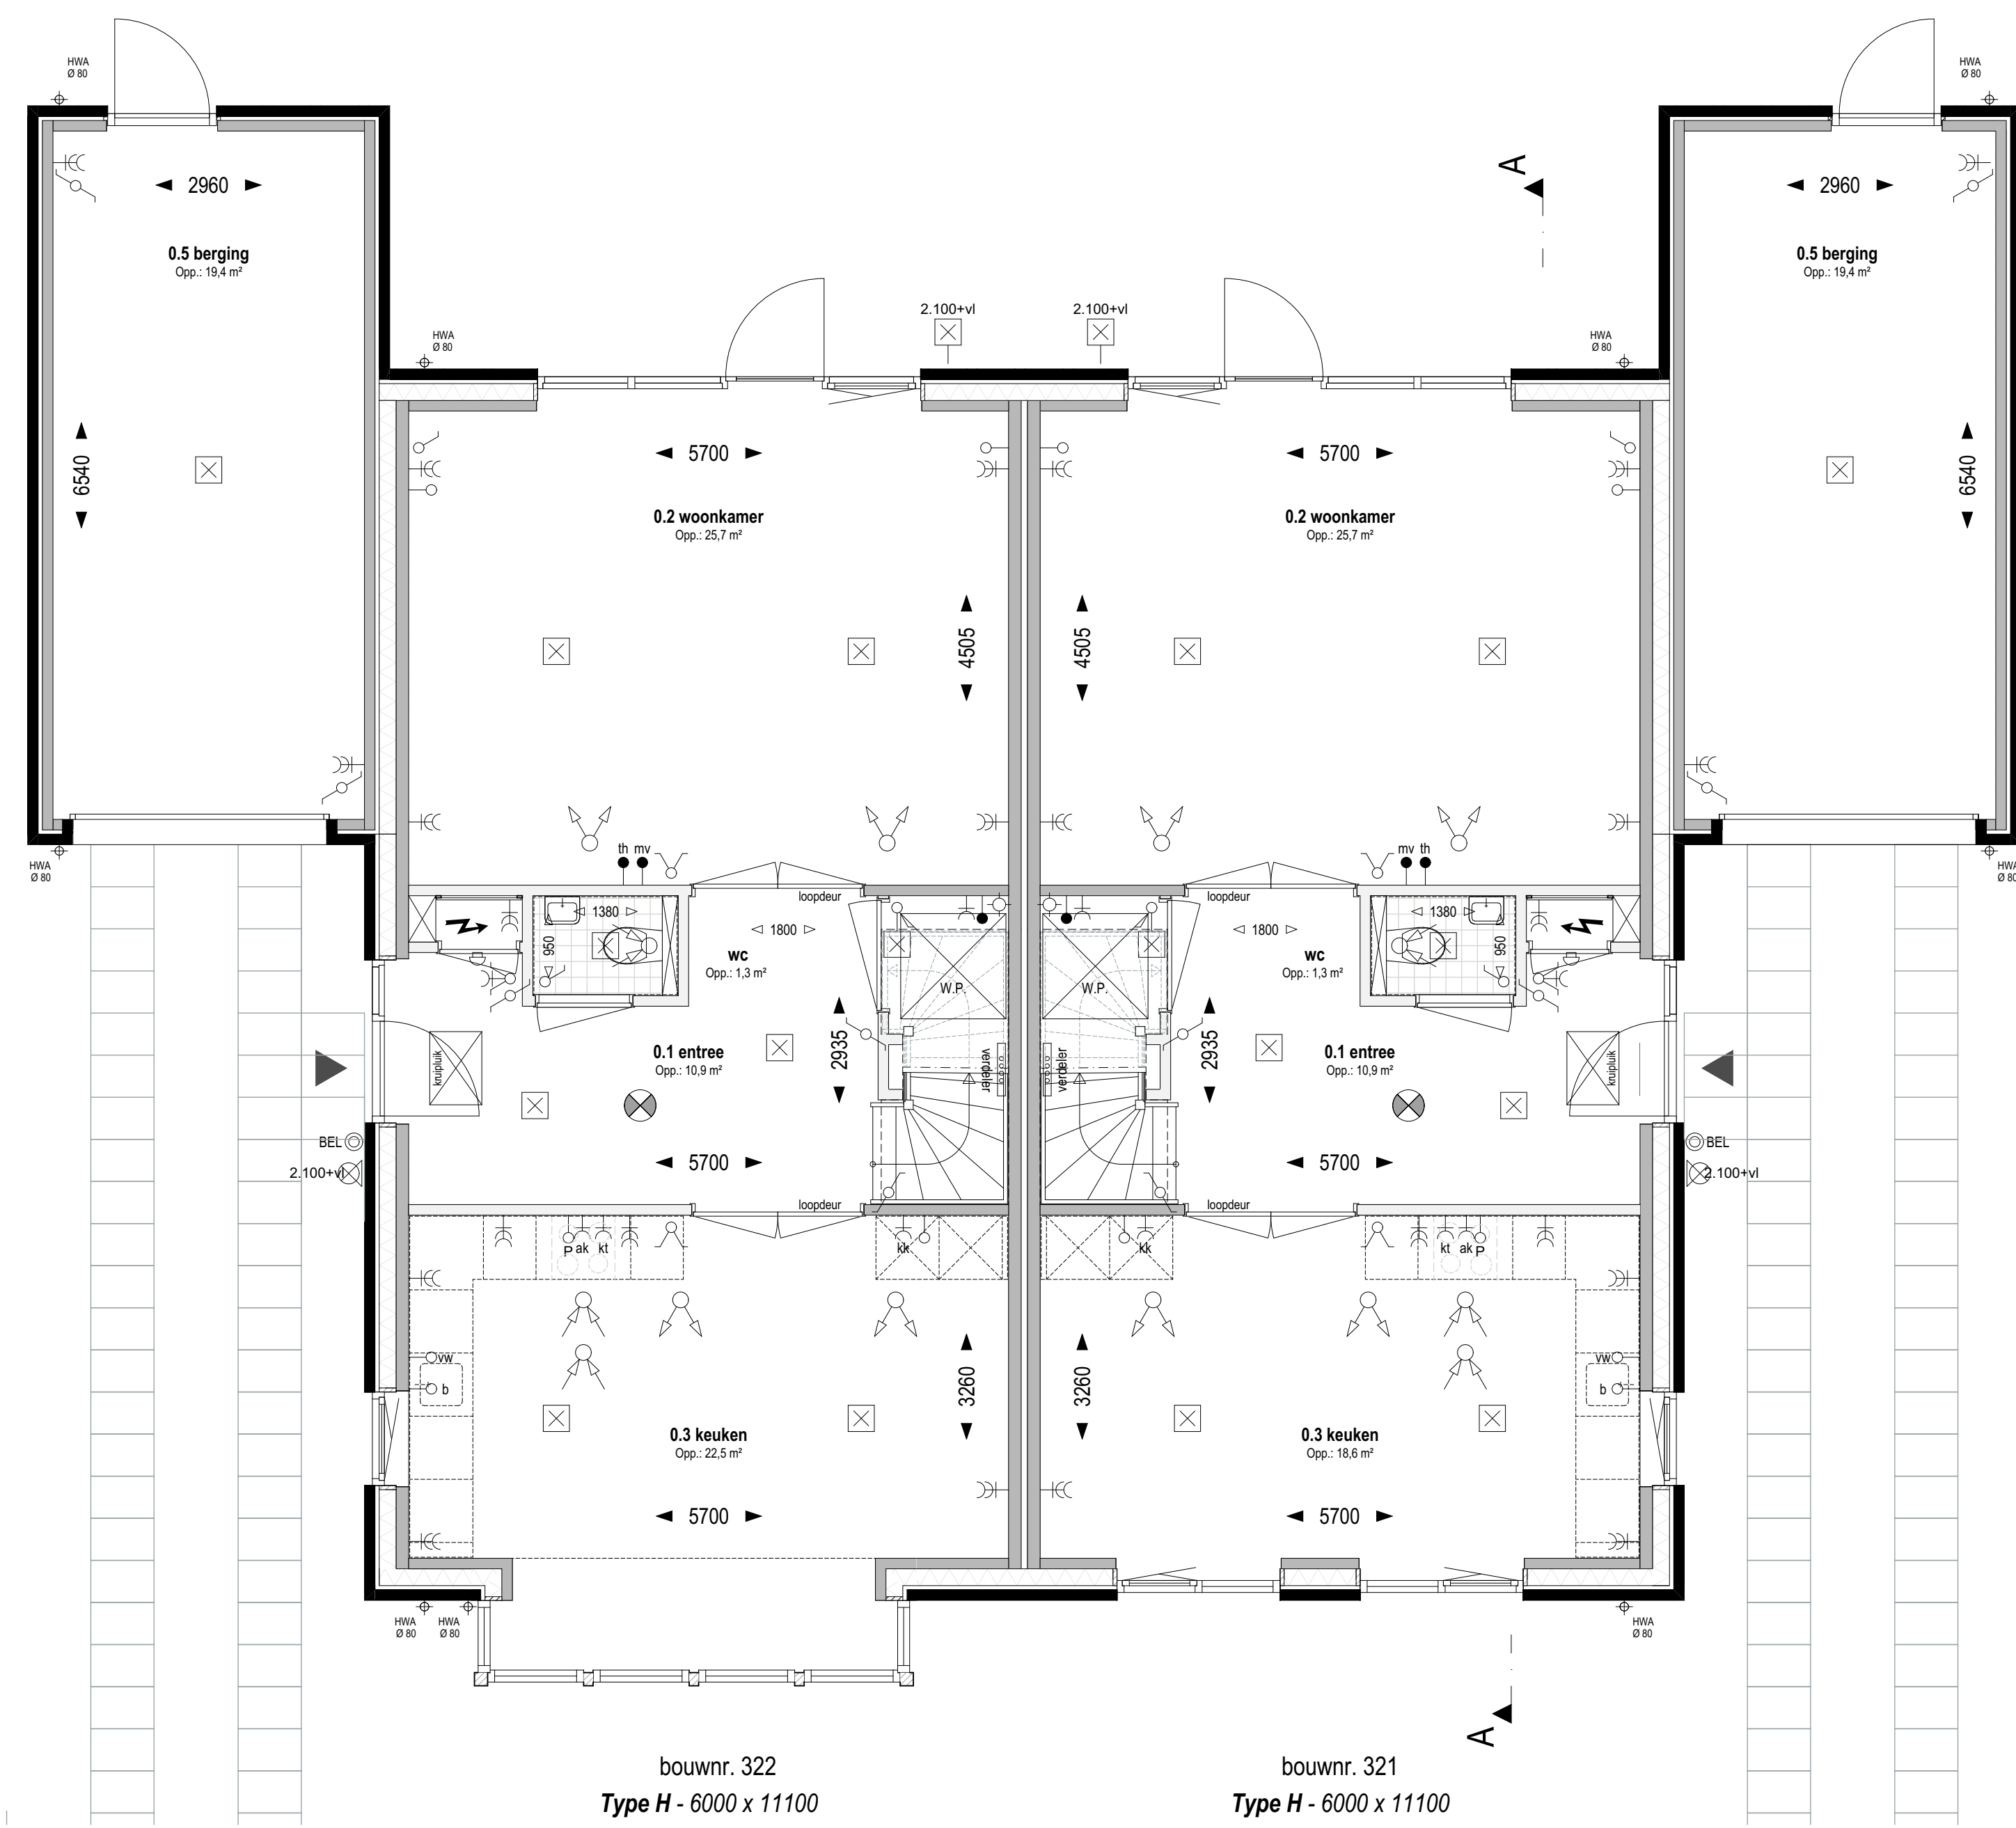 HWA
Ø 80
HWA
Ø 80
A
2960
2960
0.5 berging
Opp.: 19,4 m²
0.5 berging
Opp.: 19,4 m²
2.100+vl
2.100+vl
HWA
Ø 80
HWA
Ø 80
6540
5700
5700
6540
0.2 woonkamer
Opp.: 25,7 m²
0.2 woonkamer
Opp.: 25,7 m²
4505
4505
th mv
mv th
HWA
Ø 80
HWA
Ø 80
loopdeur
loopdeur
1380
950
1800
1800
1380
950
wc
Opp.: 1,3 m²
wc
Opp.: 1,3 m²
W.P.
W.P.
kruipluik
0.1 entree
Opp.: 10,9 m²
2935
verdeler
verdeler
2935
0.1 entree
Opp.: 10,9 m²
kruipluik
BEL
2.100+vl
BEL
2.100+vl
5700
5700
loopdeur
loopdeur
P ak kt
kk
kk
kt ak P
vw
b
vw
b
3260
3260
0.3 keuken
Opp.: 22,5 m²
0.3 keuken
Opp.: 18,6 m²
5700
5700
HWA
Ø 80
HWA
Ø 80
HWA
Ø 80
A
bouwnr. 322
Type H - 6000 x 11100
bouwnr. 321
Type H - 6000 x 11100